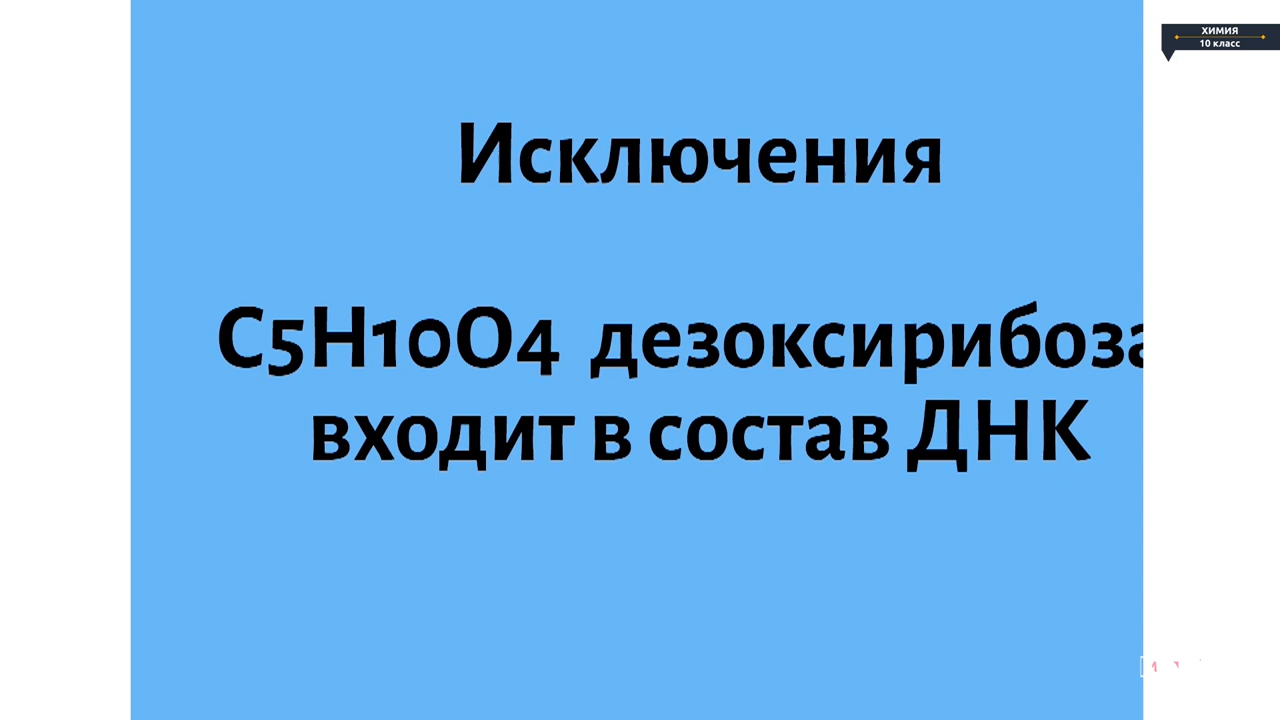 ХИМИЯ
10 класс
Исключения
C5H10O4 дезоксирибоза
входит в состав ДНК